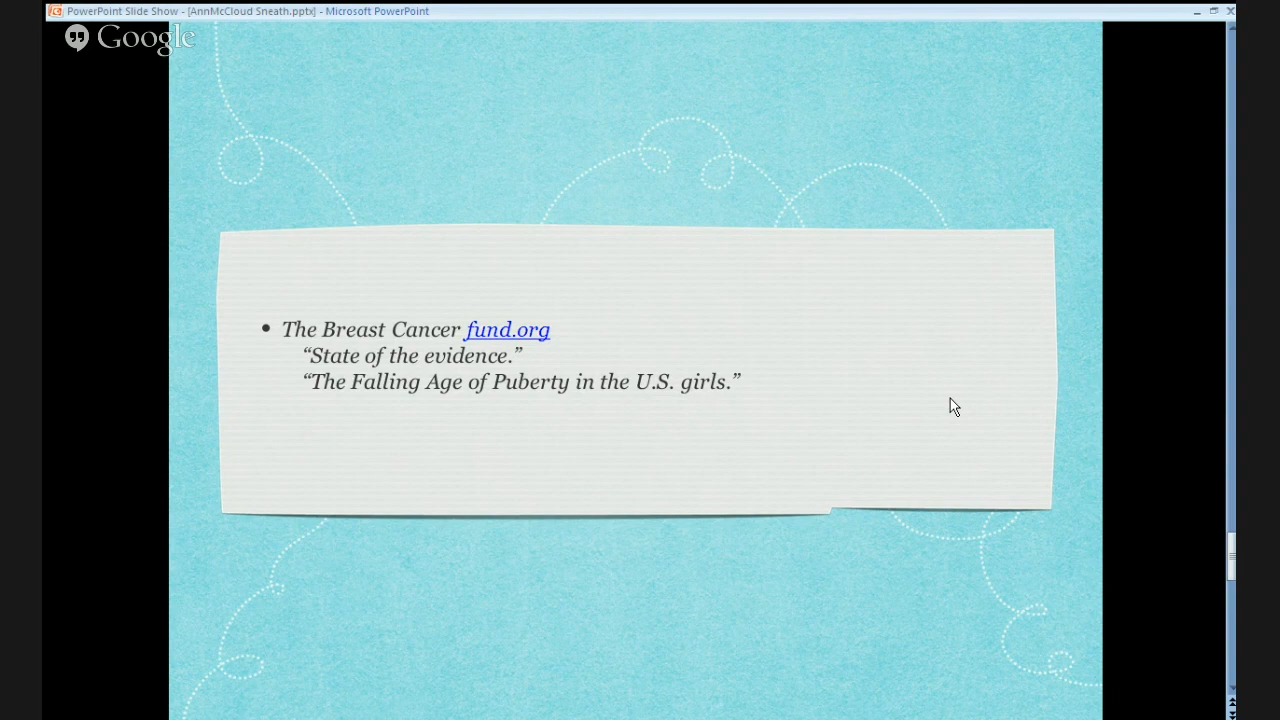 PowerPoint Slide Show - [AnnMcCloud Sneath.pptx] - Microsoft PowerPoint
Google
• The Breast Cancer fund.org
“State of the evidence.”
“The Falling Age of Puberty in the U.S. girls.”